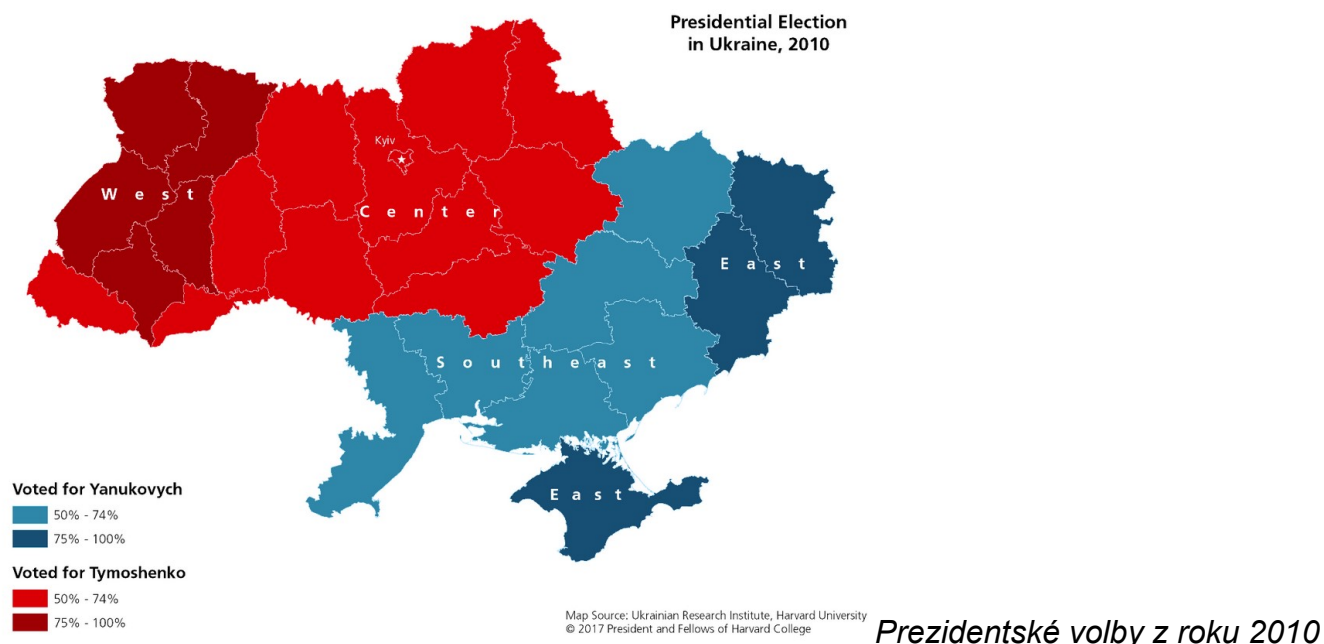 Presidential Election
in Ukraine, 2010
Kyiv
West
Center
East
Southeast
East
Voted for Yanukovych
50% - 74%
75% - 100%
Voted for Tymoshenko
50% - 74%
75% - 100%
Map Source: Ukrainian Research Institute, Harvard University
© 2017 President and Fellows of Harvard College
Prezidentské volby z roku 2010